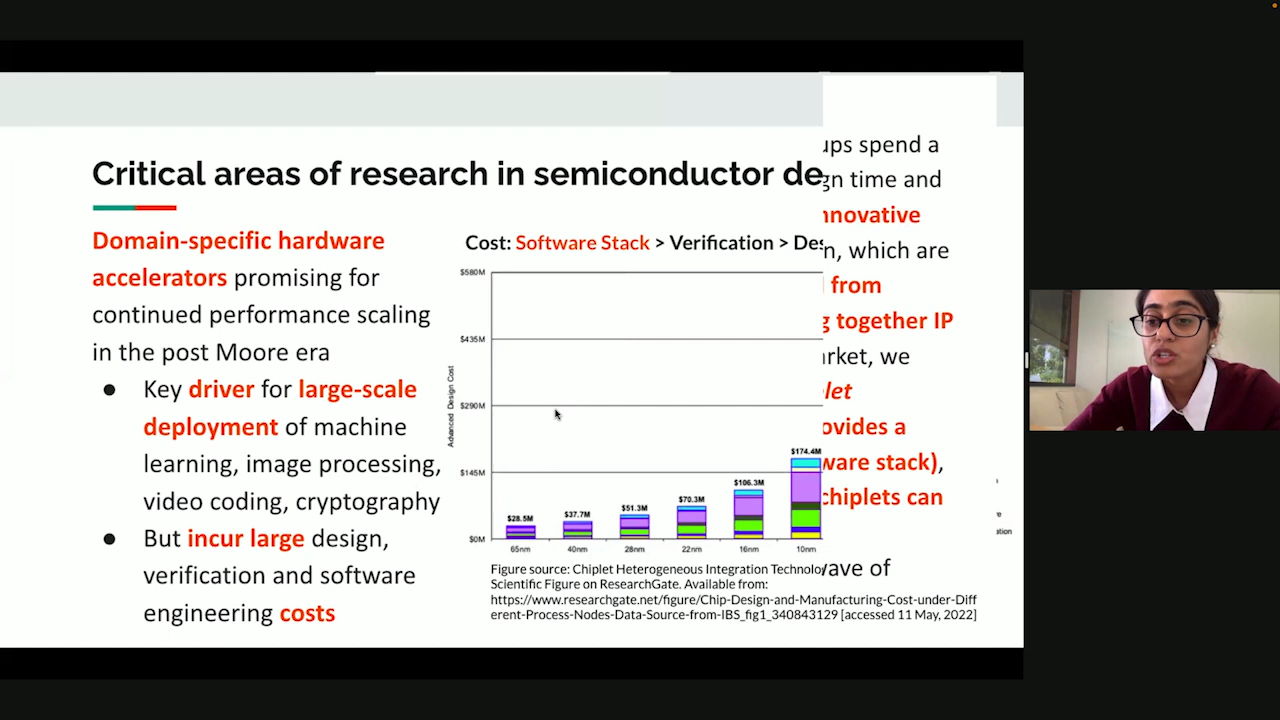 Critical areas of research in semiconductor de
Domain-specific hardware
accelerators promising for
continued performance scaling
in the post Moore era
● Key driver for large-scale
deployment of machine
learning, image processing,
video coding, cryptography
● But incur large design,
verification and software
engineering costs
Cost: Software Stack > Verification > Des
$580M
$435M
$290M
$145M
$0M
Advanced Design Cost
$28.5M
$37.7M
$51.3M
$70.3M
$106.3M
$174.4M
65nm 40nm 28nm 22nm 16nm 10nm
Figure source: Chiplet Heterogeneous Integration Technolo
Scientific Figure on ResearchGate. Available from:
https://www.researchgate.net/figure/Chip-Design-and-Manufacturing-Cost-under-Diff
erent-Process-Nodes-Data-Source-from-IBS_fig1_340843129 [accessed 11 May, 2022]
ups spend a
gn time and
nnovative
n, which are
from
g together IP
rket, we
let
ovides a
ware stack),
chiplets can
wave of